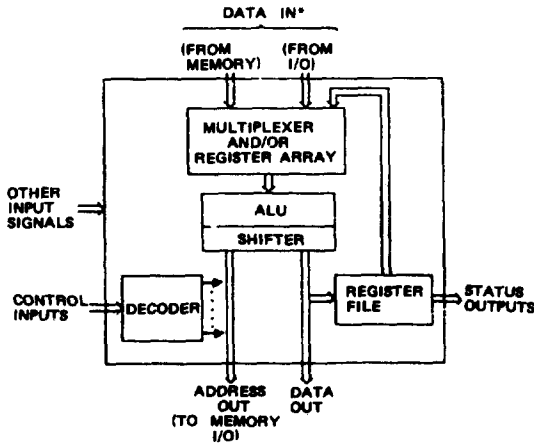 DATA IN*
(FROM MEMORY)
(FROM I/O)
MULTIPLEXER
AND/OR
REGISTER ARRAY
OTHER
INPUT
SIGNALS
ALU
SHIFTER
CONTROL
INPUTS
DECODER
REGISTER
FILE
STATUS
OUTPUTS
ADDRESS
OUT
(TO MEMORY
I/O)
DATA
OUT